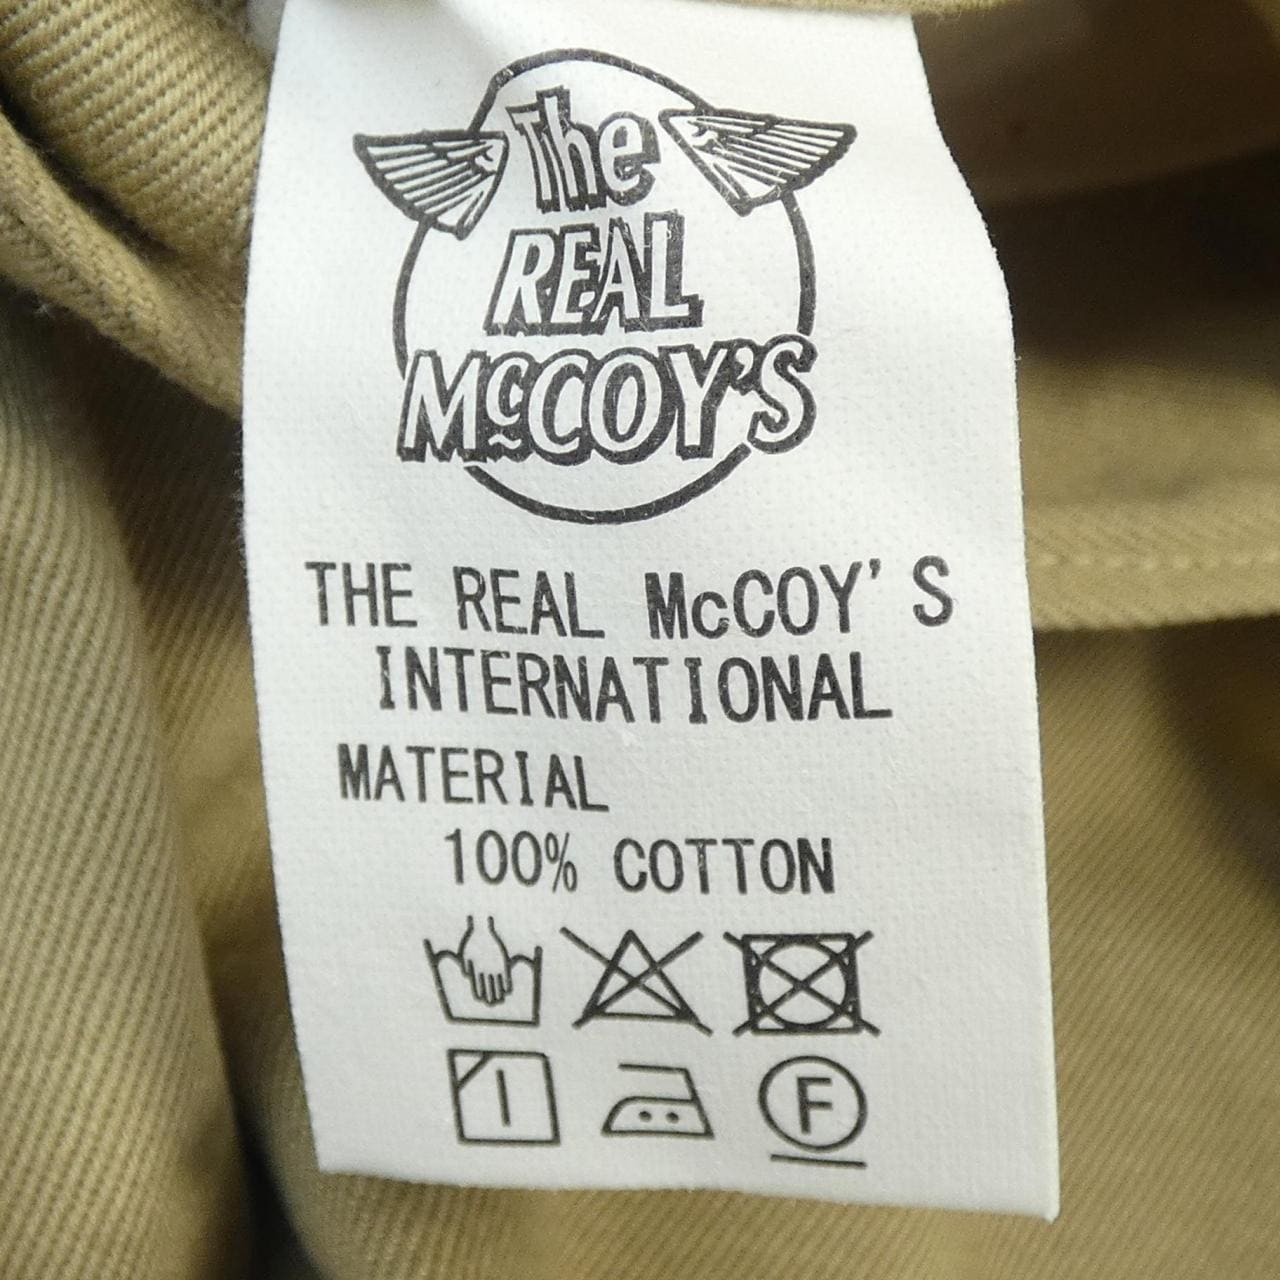 The
REAL
McCOY'S
THE REAL McCOY'S
INTERNATIONAL
MATERIAL
100% COTTON
F